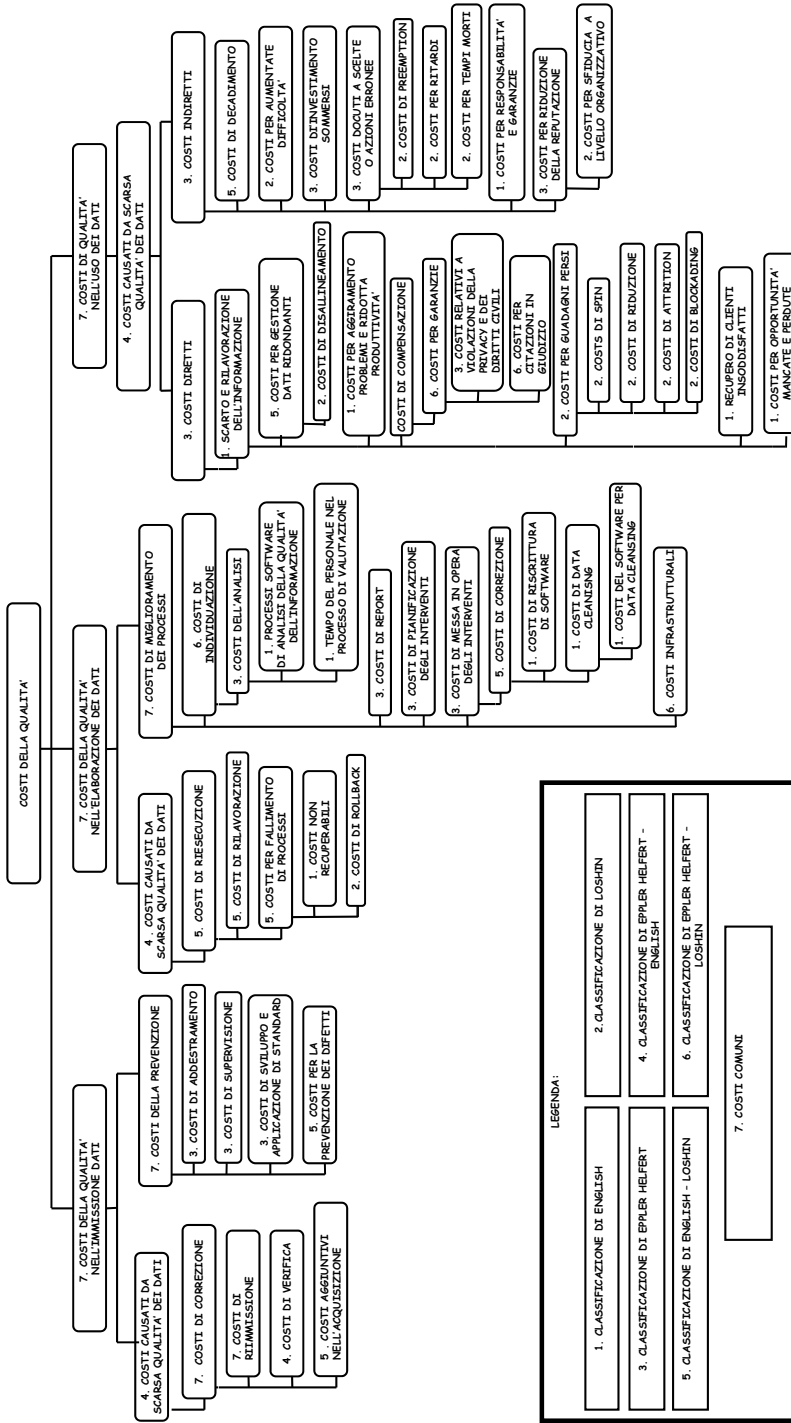 COSTI DELLA QUALITA'
7. COSTI DELLA QUALITA'
NELL'IMMISSIONE DATI
4. COSTI CAUSATI DA
SCARSA QUALITA' DEI DATI
7. COSTI DI CORREZIONE
7. COSTI DI
RIIMMISSIONE
4. COSTI DI VERIFICA
5 . COSTI AGGIUNTIVI
NELL'ACQUISIZIONE
7. COSTI DELLA PREVENZIONE
3. COSTI DI ADDESTRAMENTO
3. COSTI DI SUPERVISIONE
3. COSTI DI SVILUPPO E
APPLICAZIONE DI STANDARD
5. COSTI PER LA
PREVENZIONE DEI DIFETTI
7. COSTI DELLA QUALITA'
NELL'ELABORAZIONE DEI DATI
4 . COSTI CAUSATI DA
SCARSA QUALITA' DEI DATI
5. COSTI DI RIESECUZIONE
5. COSTI DI RILAVORAZIONE
5. COSTI PER FALLIMENTO
DI PROCESSI
1. COSTI NON
RECUPERABILI
2. COSTI DI ROLLBACK
7. COSTI DI MIGLIORAMENTO
DEI PROCESSI
6. COSTI DI
INDIVIDUAZIONE
3. COSTI DELL'ANALISI
1. PROCESSI SOFTWARE
DI ANALISI DELLA QUALITA'
DELL'INFORMAZIONE
1. TEMPO DEL PERSONALE NEL
PROCESSO DI VALUTAZIONE
3. COSTI DI REPORT
3. COSTI DI PIANIFICAZIONE
DEGLI INTERVENTI
3. COSTI DI MESSA IN OPERA
DEGLI INTERVENTI
5. COSTI DI CORREZIONE
1. COSTI DI RISCRITTURA
DI SOFTWARE
1. COSTI DI DATA
CLEANISNG
1. COSTI DEL SOFTWARE PER
DATA CLEANSING
6. COSTI INFRASTRUTTURALI
7. COSTI DI QUALITA'
NELL'USO DEI DATI
4. COSTI CAUSATI DA SCARSA
QUALITA' DEI DATI
3. COSTI DIRETTI
1. SCARTO E RILAVORAZIONE
DELL'INFORMAZIONE
5. COSTI PER GESTIONE
DATI RIDONDANTI
2. COSTI DI DISALLINEAMENTO
1. COSTI PER AGGIRAMENTO
PROBLEMI E RIDOTTA
PRODUTTIVITA'
COSTI DI COMPENSAZIONE
6. COSTI PER GARANZIE
3. COSTI RELATIVI A
VIOLAZIONI DELLA
PRIVACY E DEI
DIRITTI CIVILI
6. COSTI PER
CITAZIONI IN
GIUDIZIO
2. COSTI PER GUADAGNI PERSI
2. COSTS DI SPIN
2. COSTI DI RIDUZIONE
2. COSTI DI ATTRITION
2. COSTI DI BLOCKADING
1. RECUPERO DI CLIENTI
INSODDISFATTI
1. COSTI PER OPPORTUNITA'
MANCATE E PERDUTE
3. COSTI INDIRETTI
5. COSTI DI DECADIMENTO
2. COSTI PER AUMENTATE
DIFFICOLTA'
3. COSTI DI'INVESTIMENTO
SOMMERSI
3. COSTI DOCUTI A SCELTE
O AZIONI ERRONEE
2. COSTI DI PREEMPTION
2. COSTI PER RITARDI
2. COSTI PER TEMPI MORTI
1. COSTI PER RESPONSABILITA'
E GARANZIE
3. COSTI PER RIDUZIONE
DELLA REPUTAZIONE
2. COSTI PER SFIDUCIA A
LIVELLO ORGANIZZATIVO
LEGENDA:
1. CLASSIFICAZIONE DI ENGLISH
2.CLASSIFICAZIONE DI LOSHIN
3. CLASSIFICAZIONE DI EPPLER HELFERT
4. CLASSIFICAZIONE DI EPPLER HELFERT -
ENGLISH
5. CLASSIFICAZIONE DI ENGLISH - LOSHIN
6. CLASSIFICAZIONE DI EPPLER HELFERT -
LOSHIN
7. COSTI COMUNI